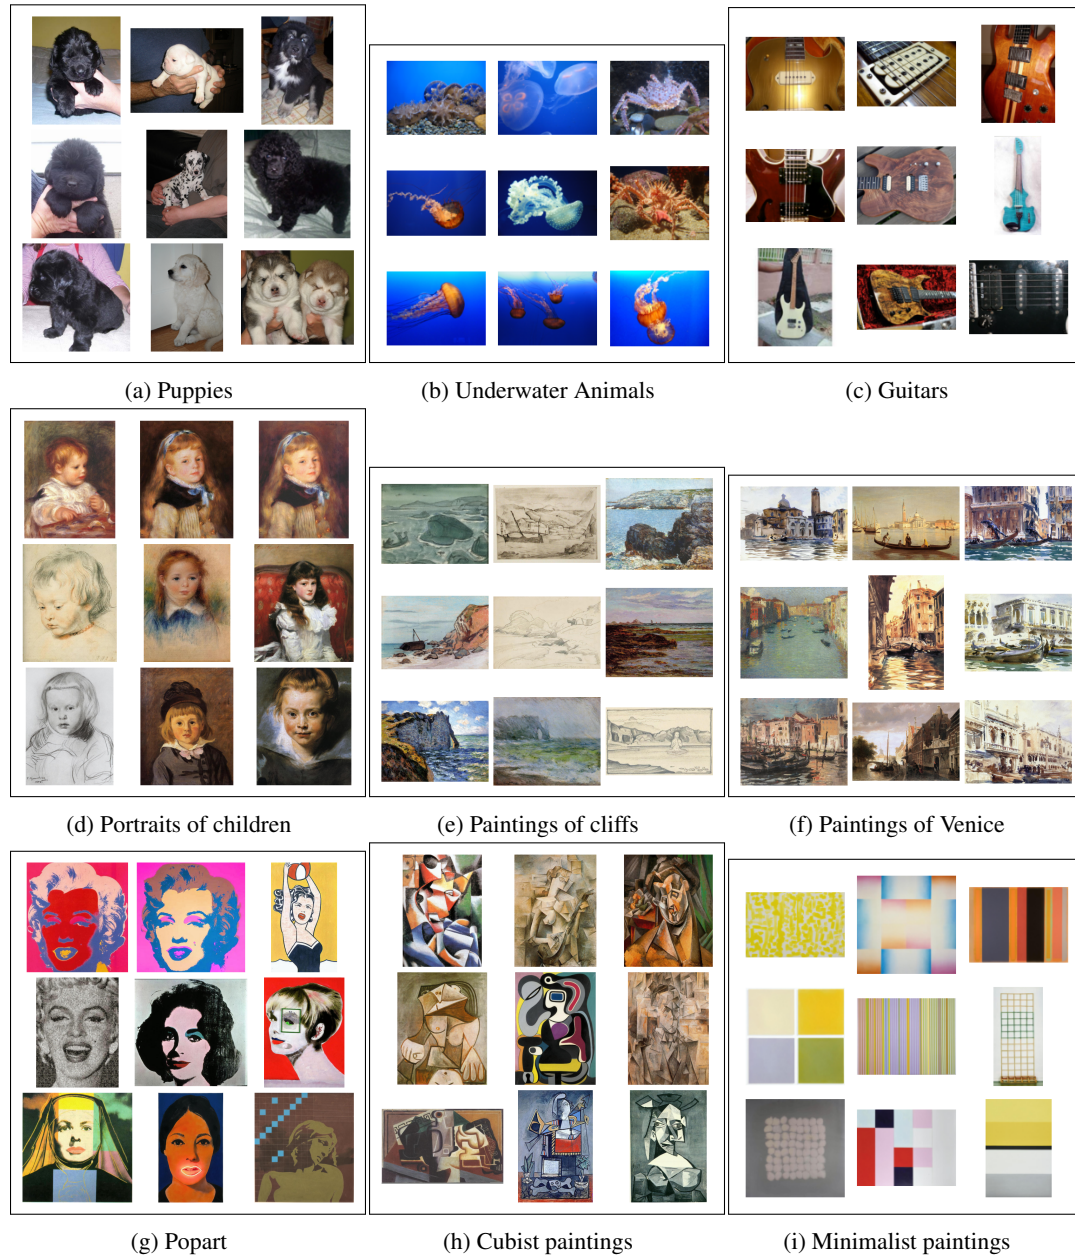 (a) Puppies
(b) Underwater Animals
(c) Guitars
(d) Portraits of children
(e) Paintings of cliffs
(f) Paintings of Venice
(g) Popart
(h) Cubist paintings
(i) Minimalist paintings